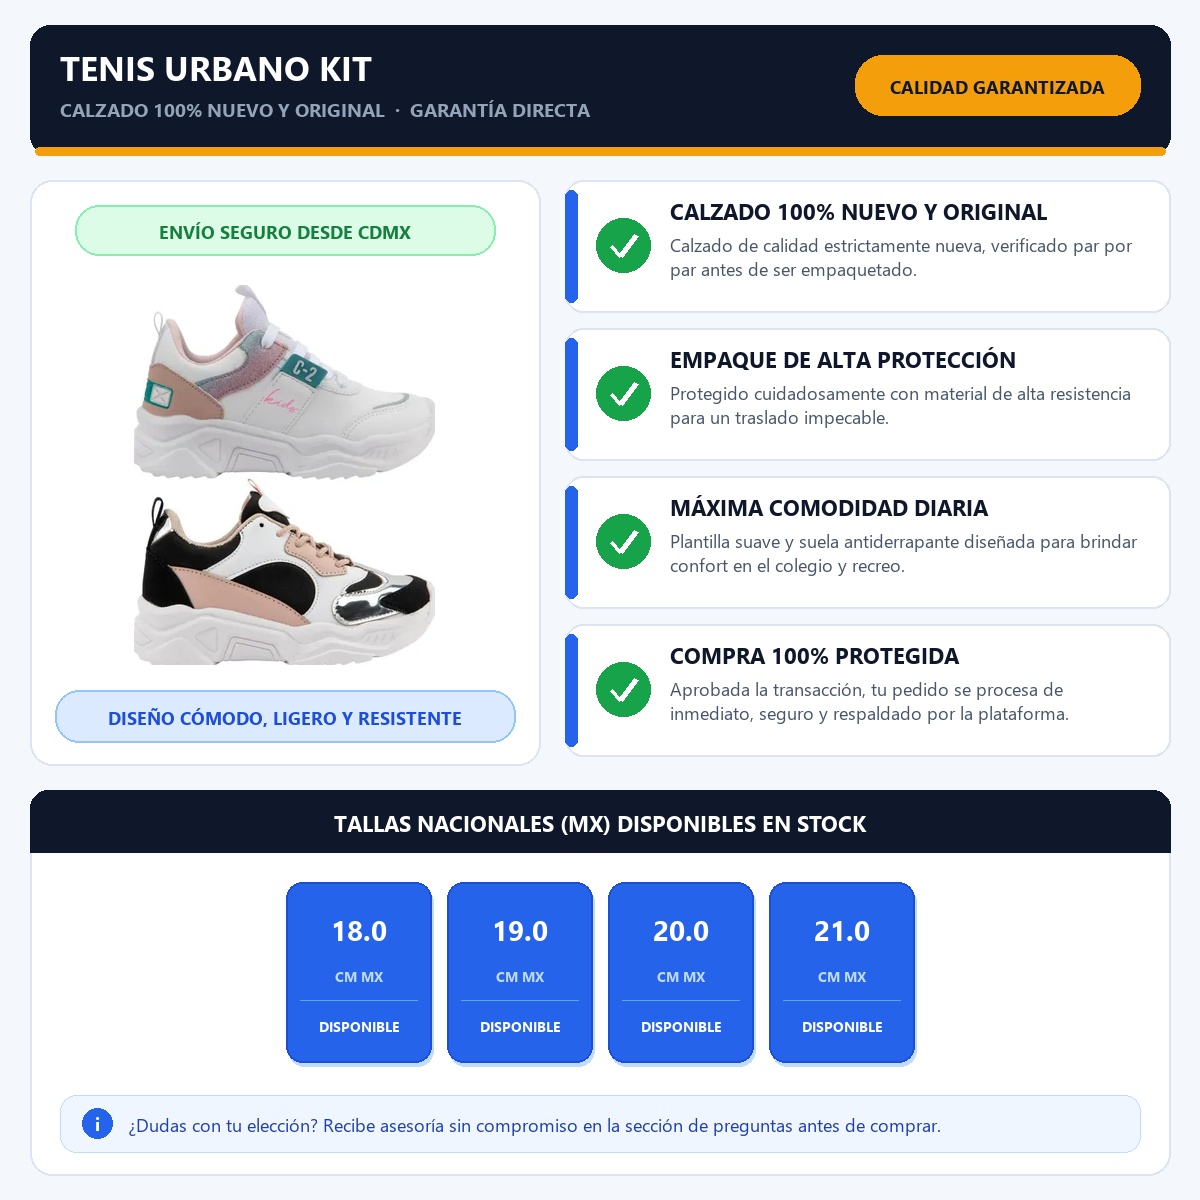 TENIS URBANO KIT
CALZADO 100% NUEVO Y ORIGINAL · GARANTÍA DIRECTA
CALIDAD GARANTIZADA
ENVÍO SEGURO DESDE CDMX
C-2
kids
DISEÑO CÓMODO, LIGERO Y RESISTENTE
CALZADO 100% NUEVO Y ORIGINAL
Calzado de calidad estrictamente nueva, verificado par por
par antes de ser empaquetado.
EMPAQUE DE ALTA PROTECCIÓN
Protegido cuidadosamente con material de alta resistencia
para un traslado impecable.
MÁXIMA COMODIDAD DIARIA
Plantilla suave y suela antiderrapante diseñada para brindar
confort en el colegio y recreo.
COMPRA 100% PROTEGIDA
Aprobada la transacción, tu pedido se procesa de
inmediato, seguro y respaldado por la plataforma.
TALLAS NACIONALES (MX) DISPONIBLES EN STOCK
18.0
CM MX
DISPONIBLE
19.0
CM MX
DISPONIBLE
20.0
CM MX
DISPONIBLE
21.0
CM MX
DISPONIBLE
¿Dudas con tu elección? Recibe asesoría sin compromiso en la sección de preguntas antes de comprar.